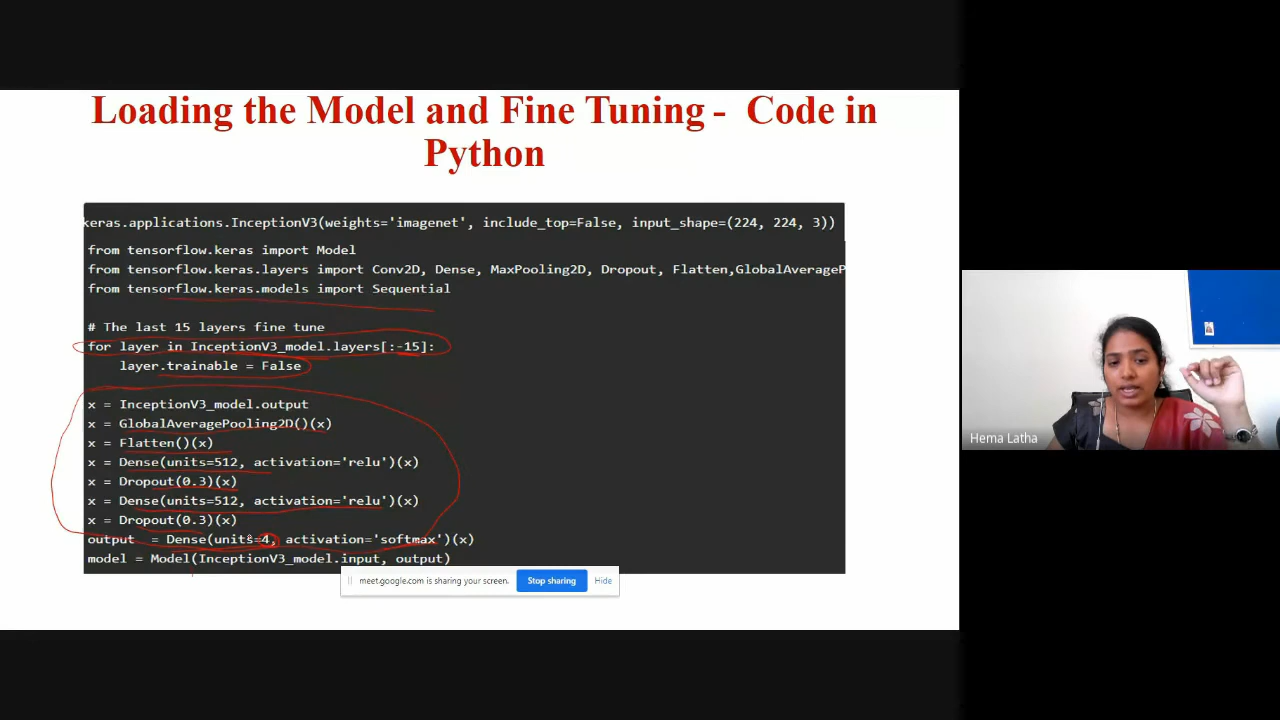 Loading the Model and Fine Tuning - Code in
Python
keras.applications.InceptionV3(weights='imagenet', include_top=False, input_shape=(224, 224, 3))
from tensorflow.keras import Model
from tensorflow.keras.layers import Conv2D, Dense, MaxPooling2D, Dropout, Flatten,GlobalAverageP
from tensorflow.keras.models import Sequential
# The last 15 layers fine tune
for layer in InceptionV3_model.layers[:-15]:
layer.trainable = False
x = InceptionV3_model.output
x = GlobalAveragePooling2D()(x)
x = Flatten()(x)
x = Dense(units=512, activation='relu')(x)
x = Dropout(0.3)(x)
x = Dense(units=512, activation='relu')(x)
x = Dropout(0.3)(x)
output = Dense(units=4, activation='softmax')(x)
model = Model(InceptionV3_model.input, output)
meet.google.com is sharing your screen.
Stop sharing
Hide
Hema Latha